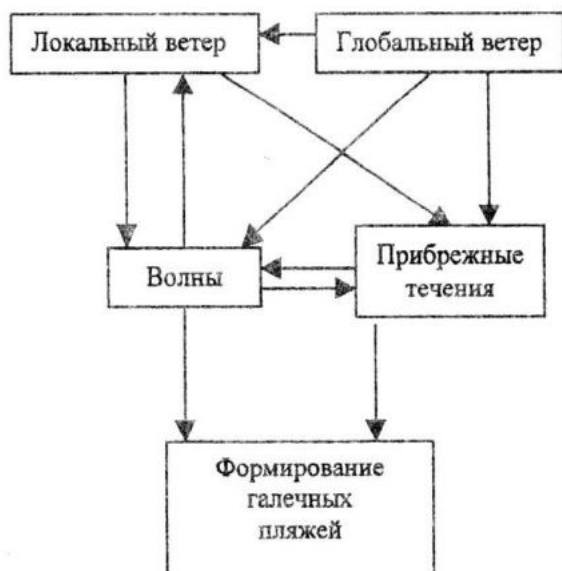 Локальный ветер
Глобальный ветер
Волны
Прибрежные
течения
Формирование
галечных
пляжей